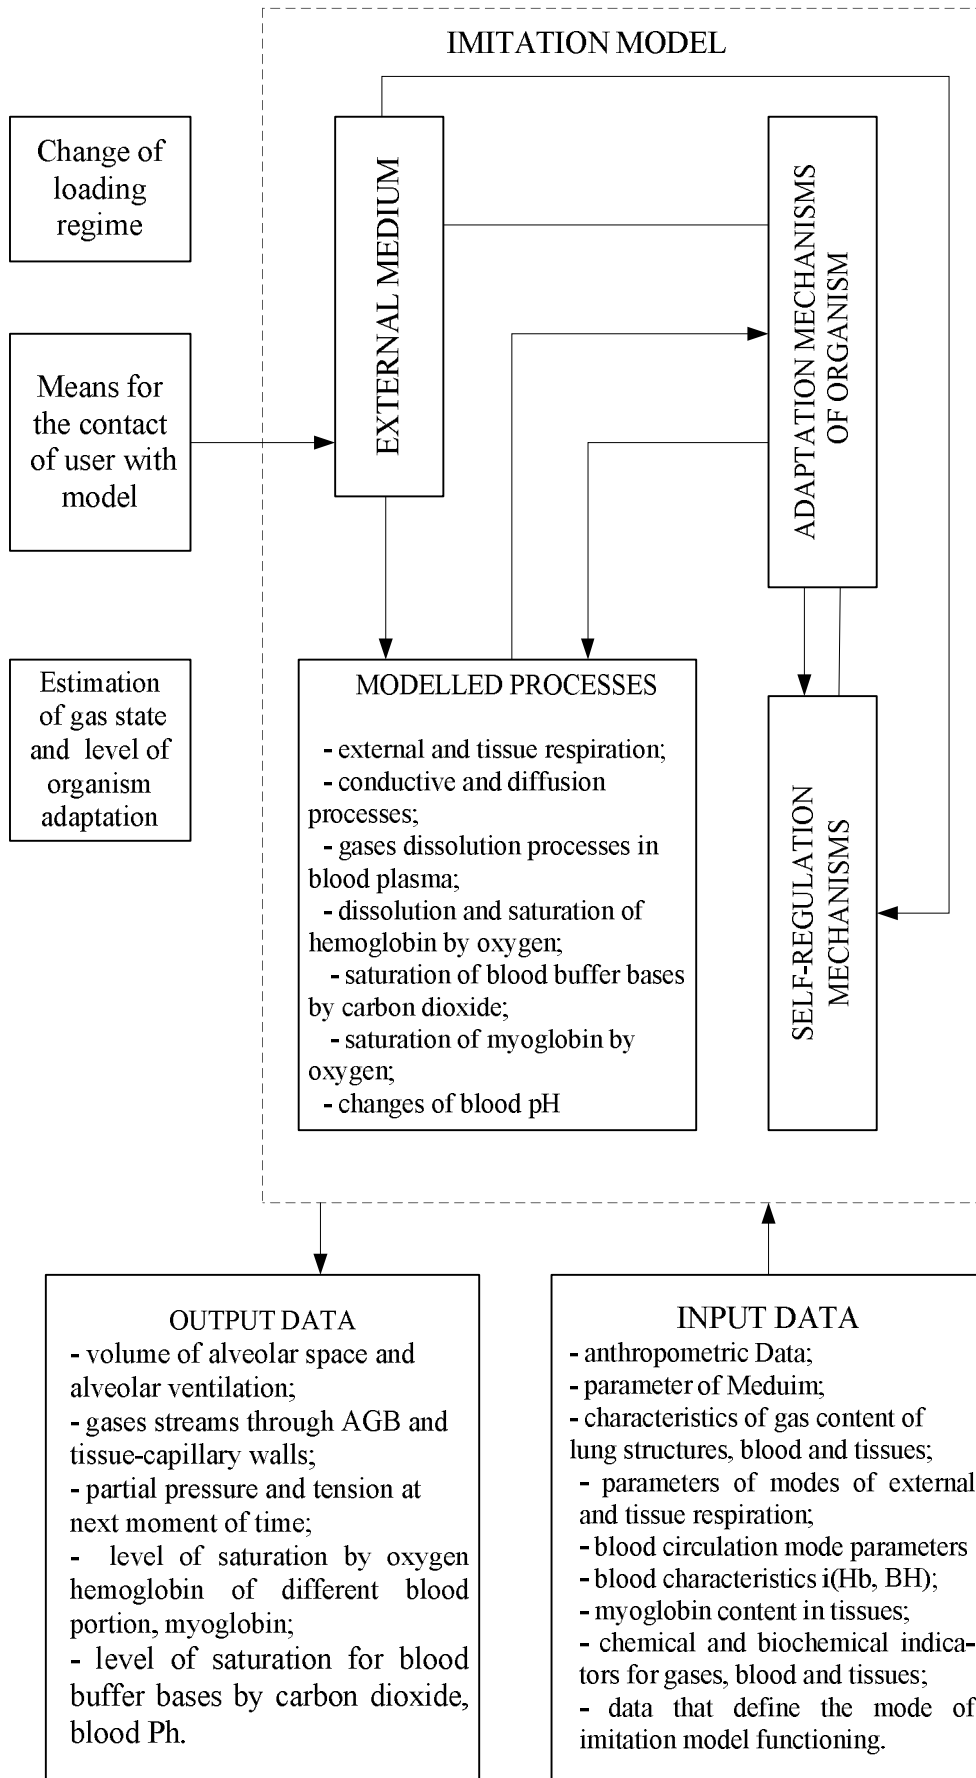 IMITATION MODEL
Change of
loading
regime
EXTERNAL MEDIUM
ADAPTATION MECHANISMS
OF ORGANISM
Means for
the contact
of user with
model
Estimation
of gas state
and level of
organism
adaptation
MODELLED PROCESSES
- external and tissue respiration;
- conductive and diffusion
processes;
- gases dissolution processes in
blood plasma;
- dissolution and saturation of
hemoglobin by oxygen;
- saturation of blood buffer bases
by carbon dioxide;
- saturation of myoglobin by
oxygen;
- changes of blood pH
SELF-REGULATION
MECHANISMS
OUTPUT DATA
- volume of alveolar space and
alveolar ventilation;
- gases streams through AGB and
tissue-capillary walls;
- partial pressure and tension at
next moment of time;
- level of saturation by oxygen
hemoglobin of different blood
portion, myoglobin;
- level of saturation for blood
buffer bases by carbon dioxide,
blood Ph.
INPUT DATA
- anthropometric Data;
- parameter of Meduim;
- characteristics of gas content of
lung structures, blood and tissues;
- parameters of modes of external
and tissue respiration;
- blood circulation mode parameters
- blood characteristics i(Hb, BH);
- myoglobin content in tissues;
- chemical and biochemical indica-
tors for gases, blood and tissues;
- data that define the mode of
imitation model functioning.